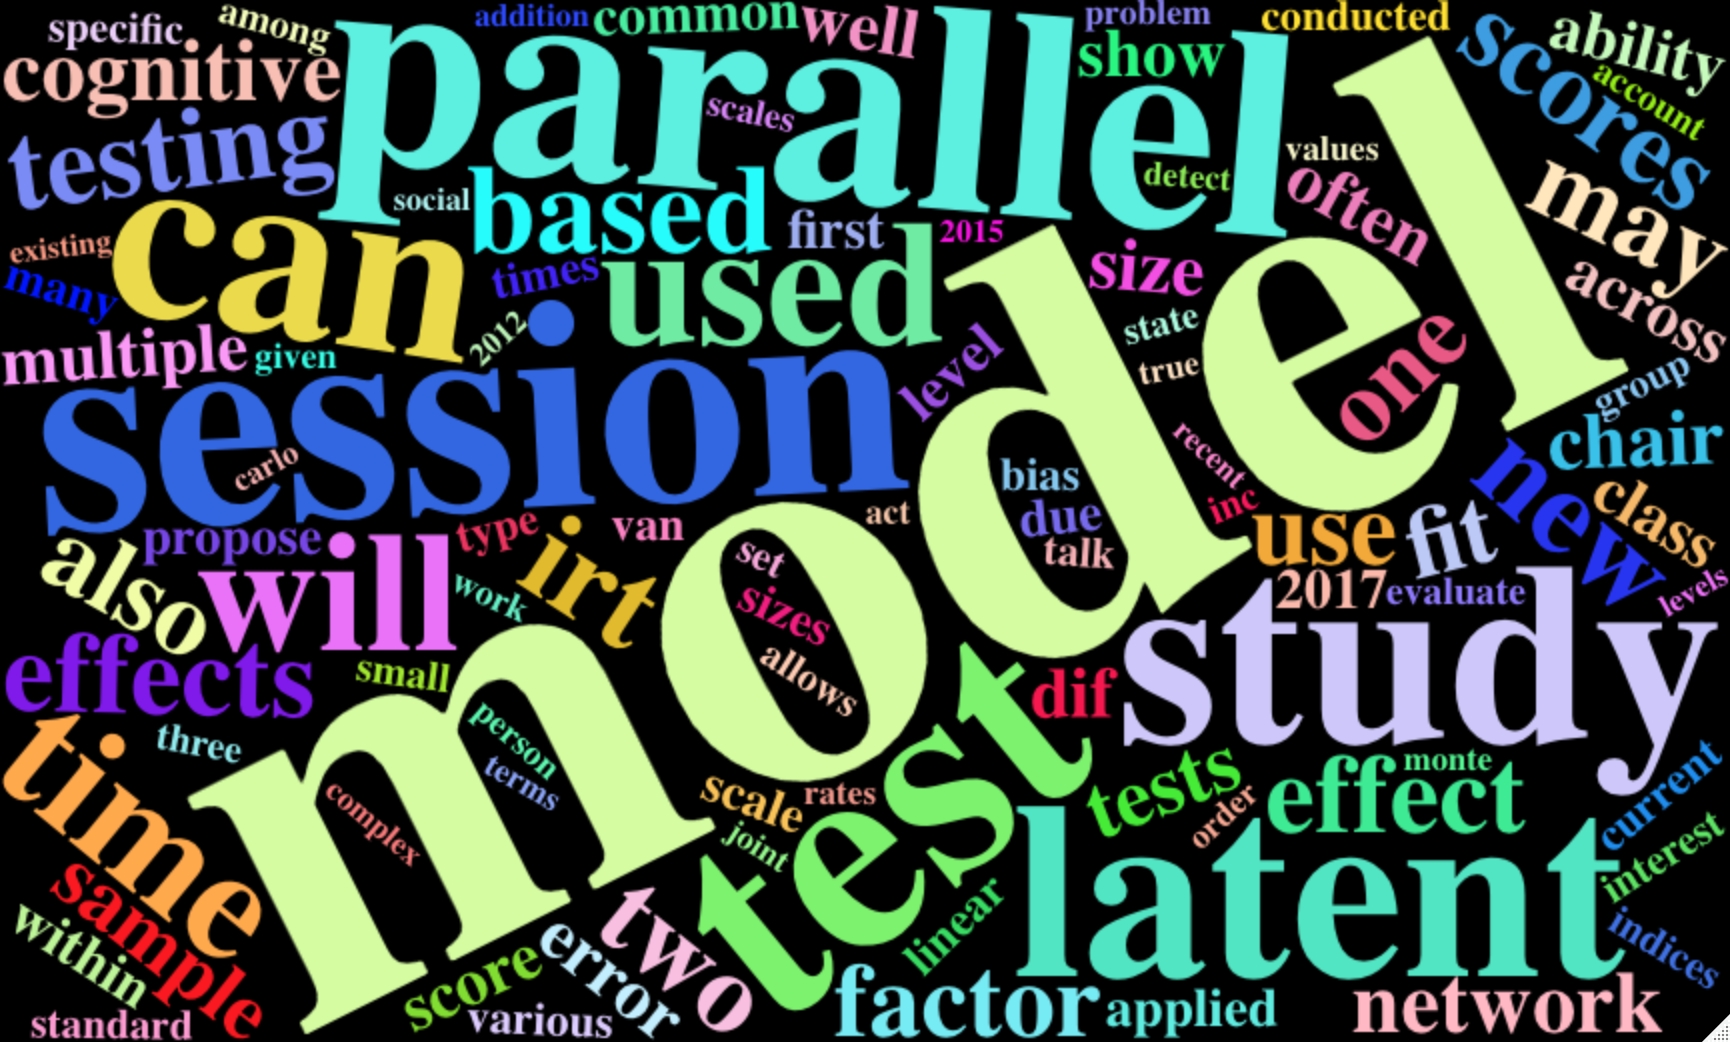 specific
among
addition
common
well
problem
conducted
ability
cognitive
parallel
show
scores
account
scales
testing
values
detect
often
may
social
based
first
2015
can
existing
many
times
used
size
across
2012
state
multiple
given
level
true
one
group
session
model
chair
carlo
bias
recent
new
class
act
due
inc
use
fit
propose
type
van
talk
also
will
irt
set
2017
evaluate
levels
work
sizes
study
effects
small
allows
dif
three
person
test
time
terms
complex
scale
rates
tests
monte
effect
current
order
joint
interest
latent
sample
within
two
linear
indices
score
error
factor
applied
network
standard
various